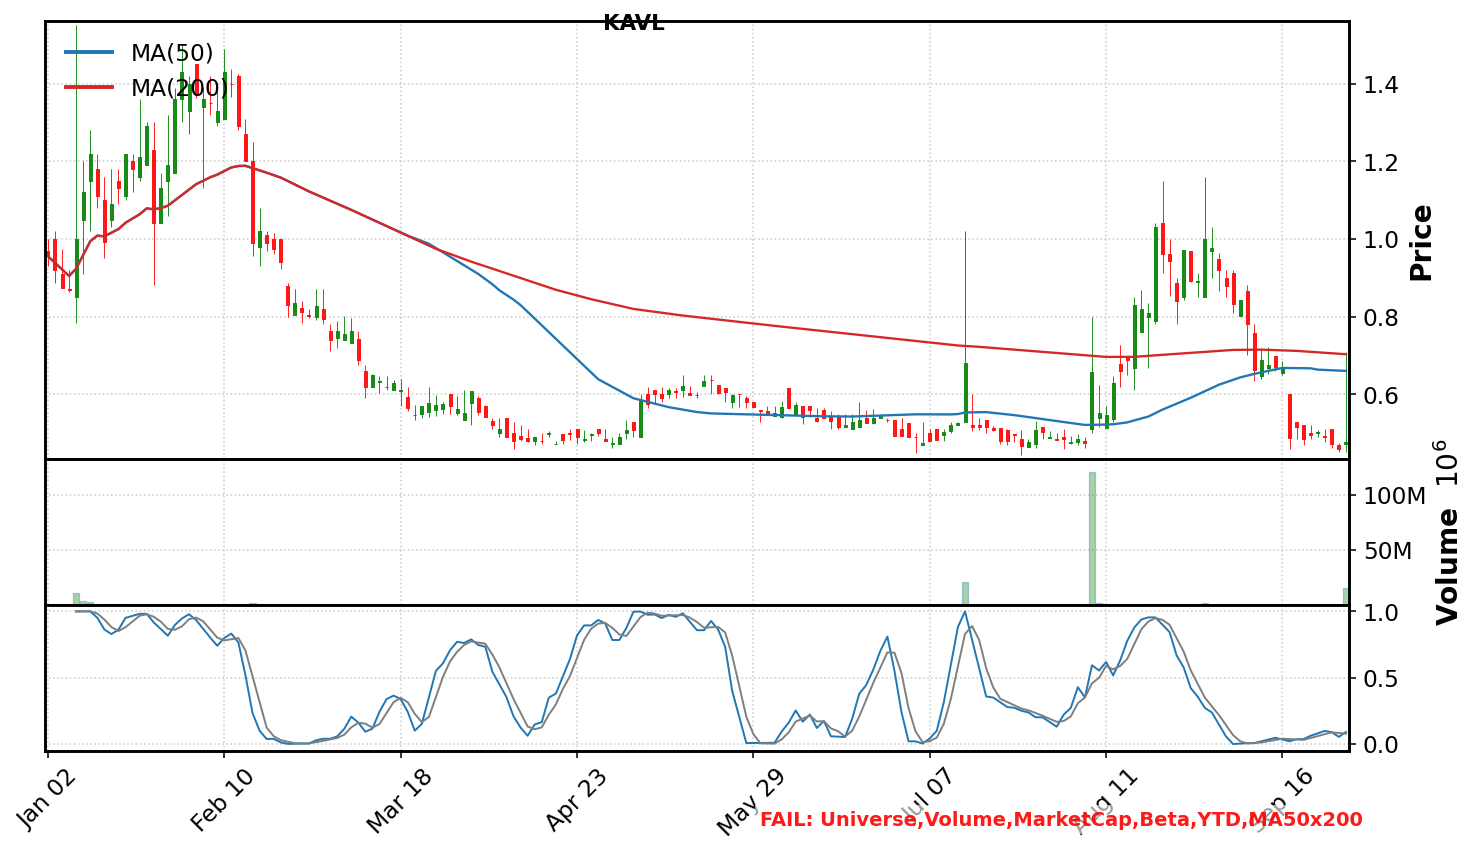 KAVL
MA(50)
MA(200)
1.4
1.2
1.0
0.8
0.6
Price
100M
50M
Volume 10⁶
1.0
0.5
0.0
Jan 02
Feb 10
Mar 18
Apr 23
May 29
Jul 07
Aug 11
Sep 16
FAIL: Universe,Volume,MarketCap,Beta,YTD,MA50x200